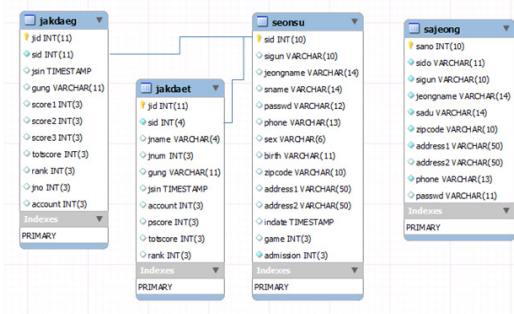 jakdaeg
jid INT(11)
sid INT(11)
jsin TIMESTAMP
gung VARCHAR(11)
score1 INT(3)
score2 INT(3)
score3 INT(3)
totscore INT(3)
rank INT(3)
jno INT(3)
account INT(3)
Indexes
PRIMARY
jakdaet
jid INT(11)
sid INT(4)
jname VARCHAR(4)
jnum INT(3)
gung VARCHAR(11)
jsin TIMESTAMP
account INT(3)
pscore INT(3)
totscore INT(3)
rank INT(3)
Indexes
PRIMARY
seonsu
sid INT(10)
sigun VARCHAR(10)
jeongname VARCHAR(14)
sname VARCHAR(14)
passwd VARCHAR(12)
phone VARCHAR(13)
sex VARCHAR(6)
birth VARCHAR(11)
zipcode VARCHAR(10)
address1 VARCHAR(50)
address2 VARCHAR(50)
indate TIMESTAMP
game INT(3)
admission INT(3)
Indexes
PRIMARY
sajeong
sano INT(10)
sido VARCHAR(11)
sigun VARCHAR(10)
jeongname VARCHAR(14)
sadu VARCHAR(14)
zipcode VARCHAR(10)
address1 VARCHAR(50)
address2 VARCHAR(50)
phone VARCHAR(13)
passwd VARCHAR(11)
Indexes
PRIMARY